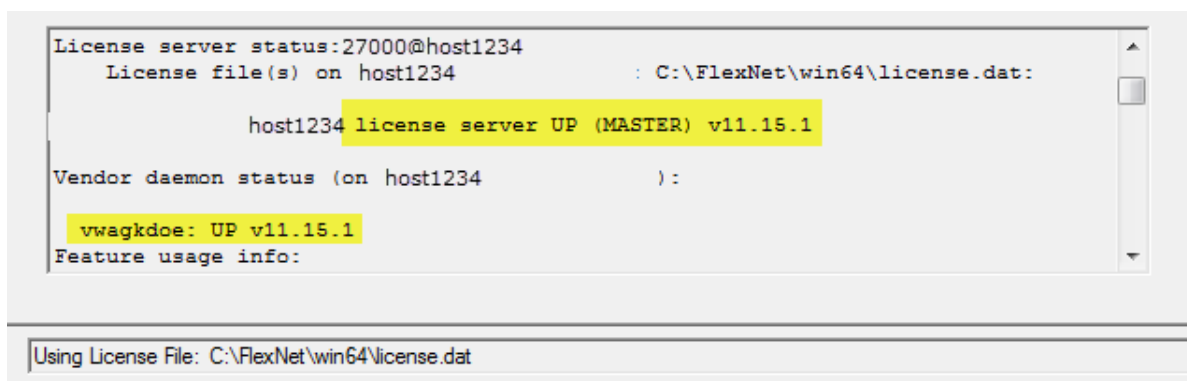 License server status:27000@host1234
License file(s) on host1234 : C:\FlexNet\win64\license.dat:
host1234 license server UP (MASTER) v11.15.1
Vendor daemon status (on host1234 ):
vwagkdoe: UP v11.15.1
Feature usage info:
Using License File: C:\FlexNet\win64\license.dat